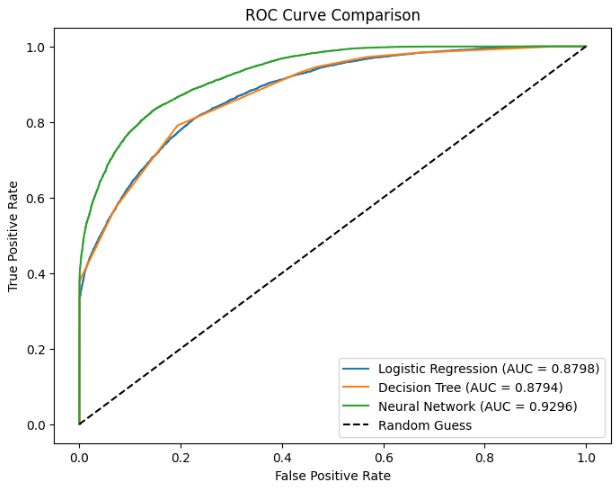 ROC Curve Comparison
True Positive Rate
1.0
0.8
0.6
0.4
0.2
0.0
Logistic Regression (AUC = 0.8798)
Decision Tree (AUC = 0.8794)
Neural Network (AUC = 0.9296)
Random Guess
0.0 0.2 0.4 0.6 0.8 1.0
False Positive Rate